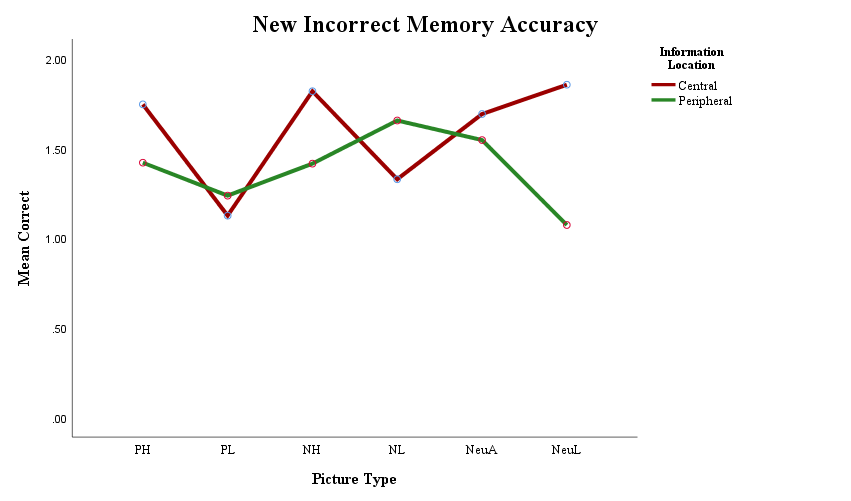 New Incorrect Memory Accuracy
Information
Location
Central
Peripheral
Mean Correct
2.00
1.50
1.00
.50
.00
PH PL NH NL NeuA NeuL
Picture Type